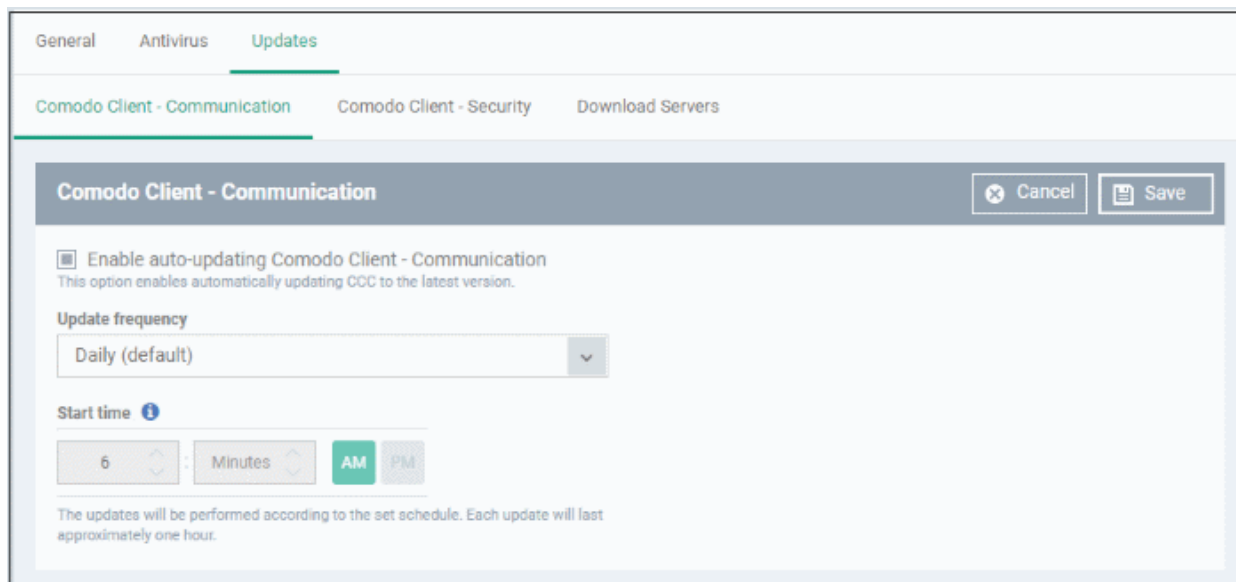 General Antivirus Updates
Comodo Client - Communication Comodo Client - Security Download Servers
Comodo Client - Communication Cancel Save
Enable auto-updating Comodo Client - Communication
This option enables automatically updating CCC to the latest version.
Update frequency
Daily (default)
Start time
6 : Minutes AM PM
The updates will be performed according to the set schedule. Each update will last
approximately one hour.